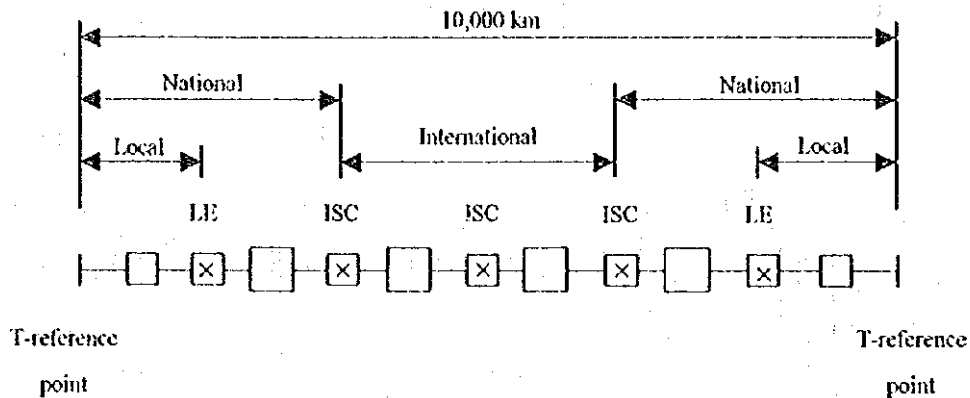 10,000 km
National National
International
Local Local
LE ISC ISC ISC LE
T-reference T-reference
point point